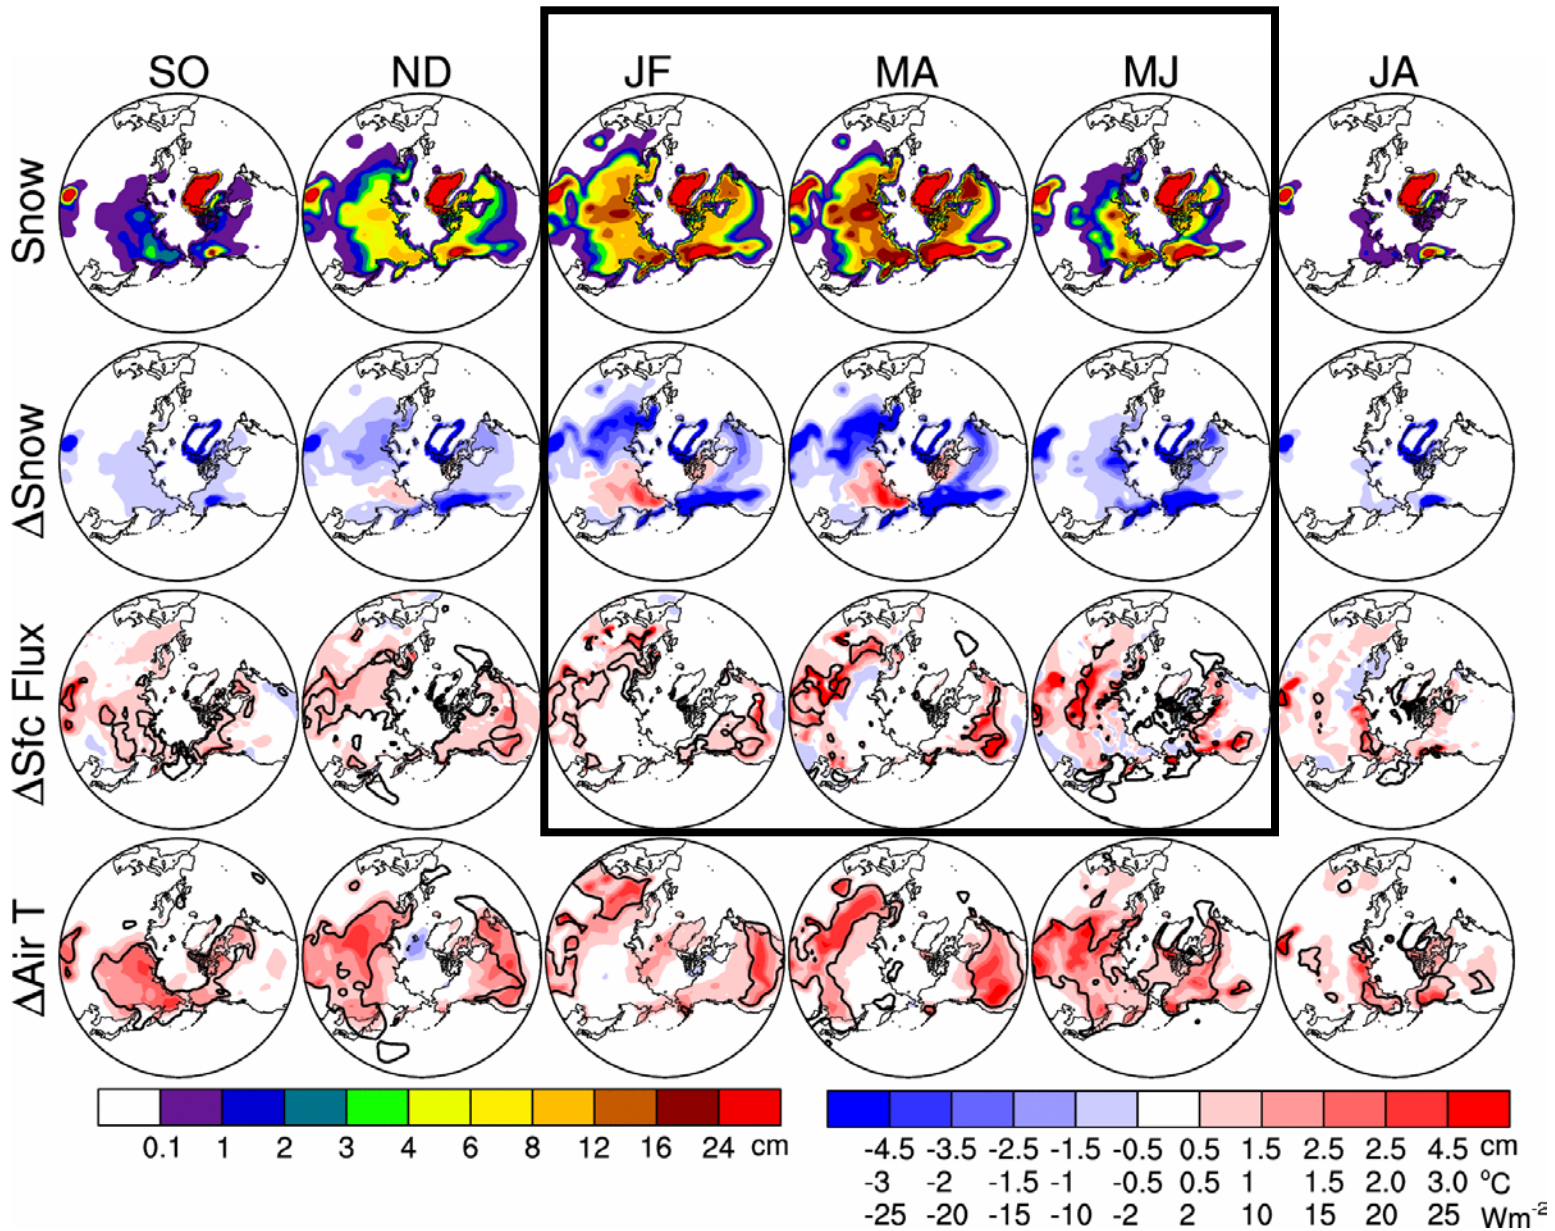 SO ND JF MA MJ JA
Snow
ΔSnow
ΔSfc Flux
ΔAir T
0.1 1 2 3 4 6 8 12 16 24 cm
-4.5 -3.5 -2.5 -1.5 -0.5 0.5 1.5 2.5 2.5 4.5 cm
-3 -2 -1.5 -1 -0.5 0.5 1 1.5 2.0 3.0 °C
-25 -20 -15 -10 -2 2 10 15 20 25 Wm-2